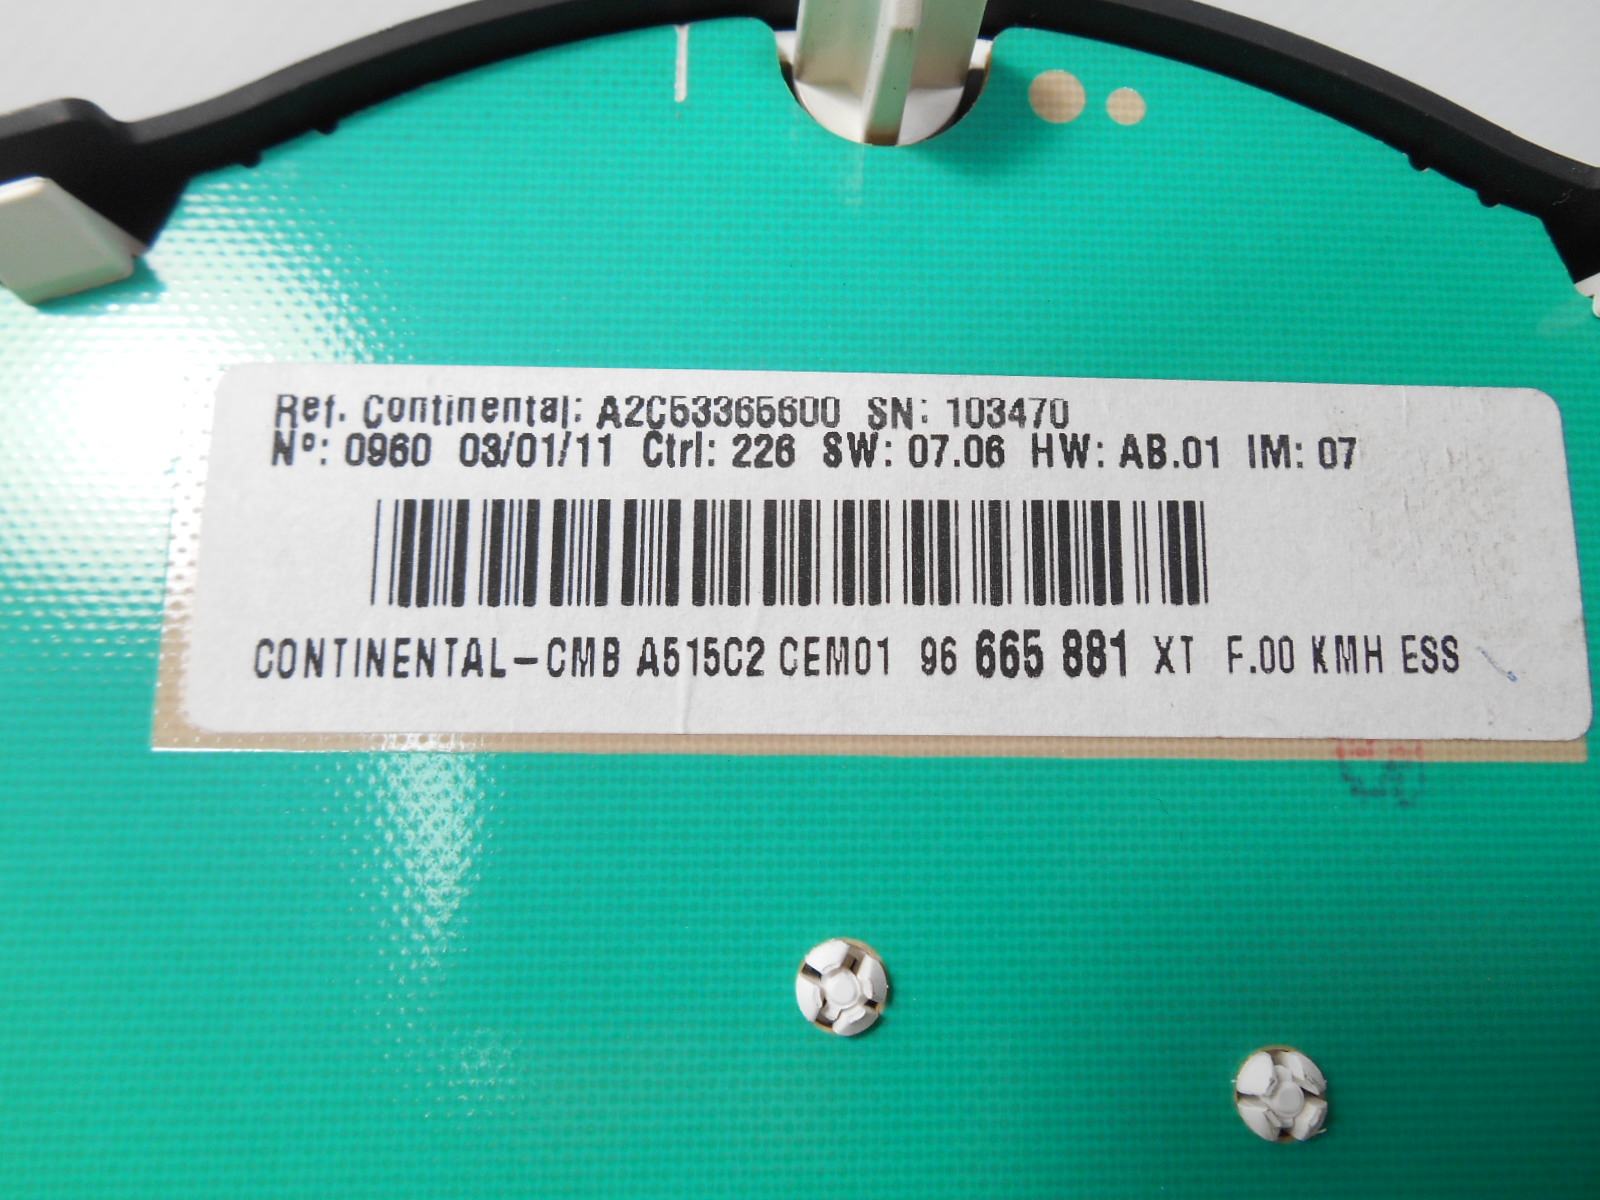 Ref. Continental: A2C53365600 SN: 103470
Nº: 0960 03/01/11 Ctrl: 226 SW: 07.06 HW: AB.01 IM: 07
CONTINENTAL-CMB A515C2 CEM01 96 665 881 XT F.00 KMH ESS